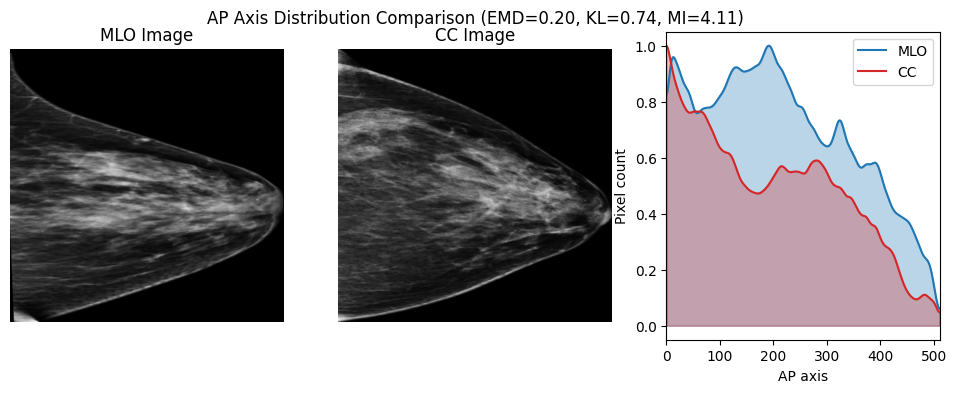 AP Axis Distribution Comparison (EMD=0.20, KL=0.74, MI=4.11)
MLO Image
CC Image
MLO
CC
Pixel count
1.0
0.8
0.6
0.4
0.2
0.0
0 100 200 300 400 500
AP axis